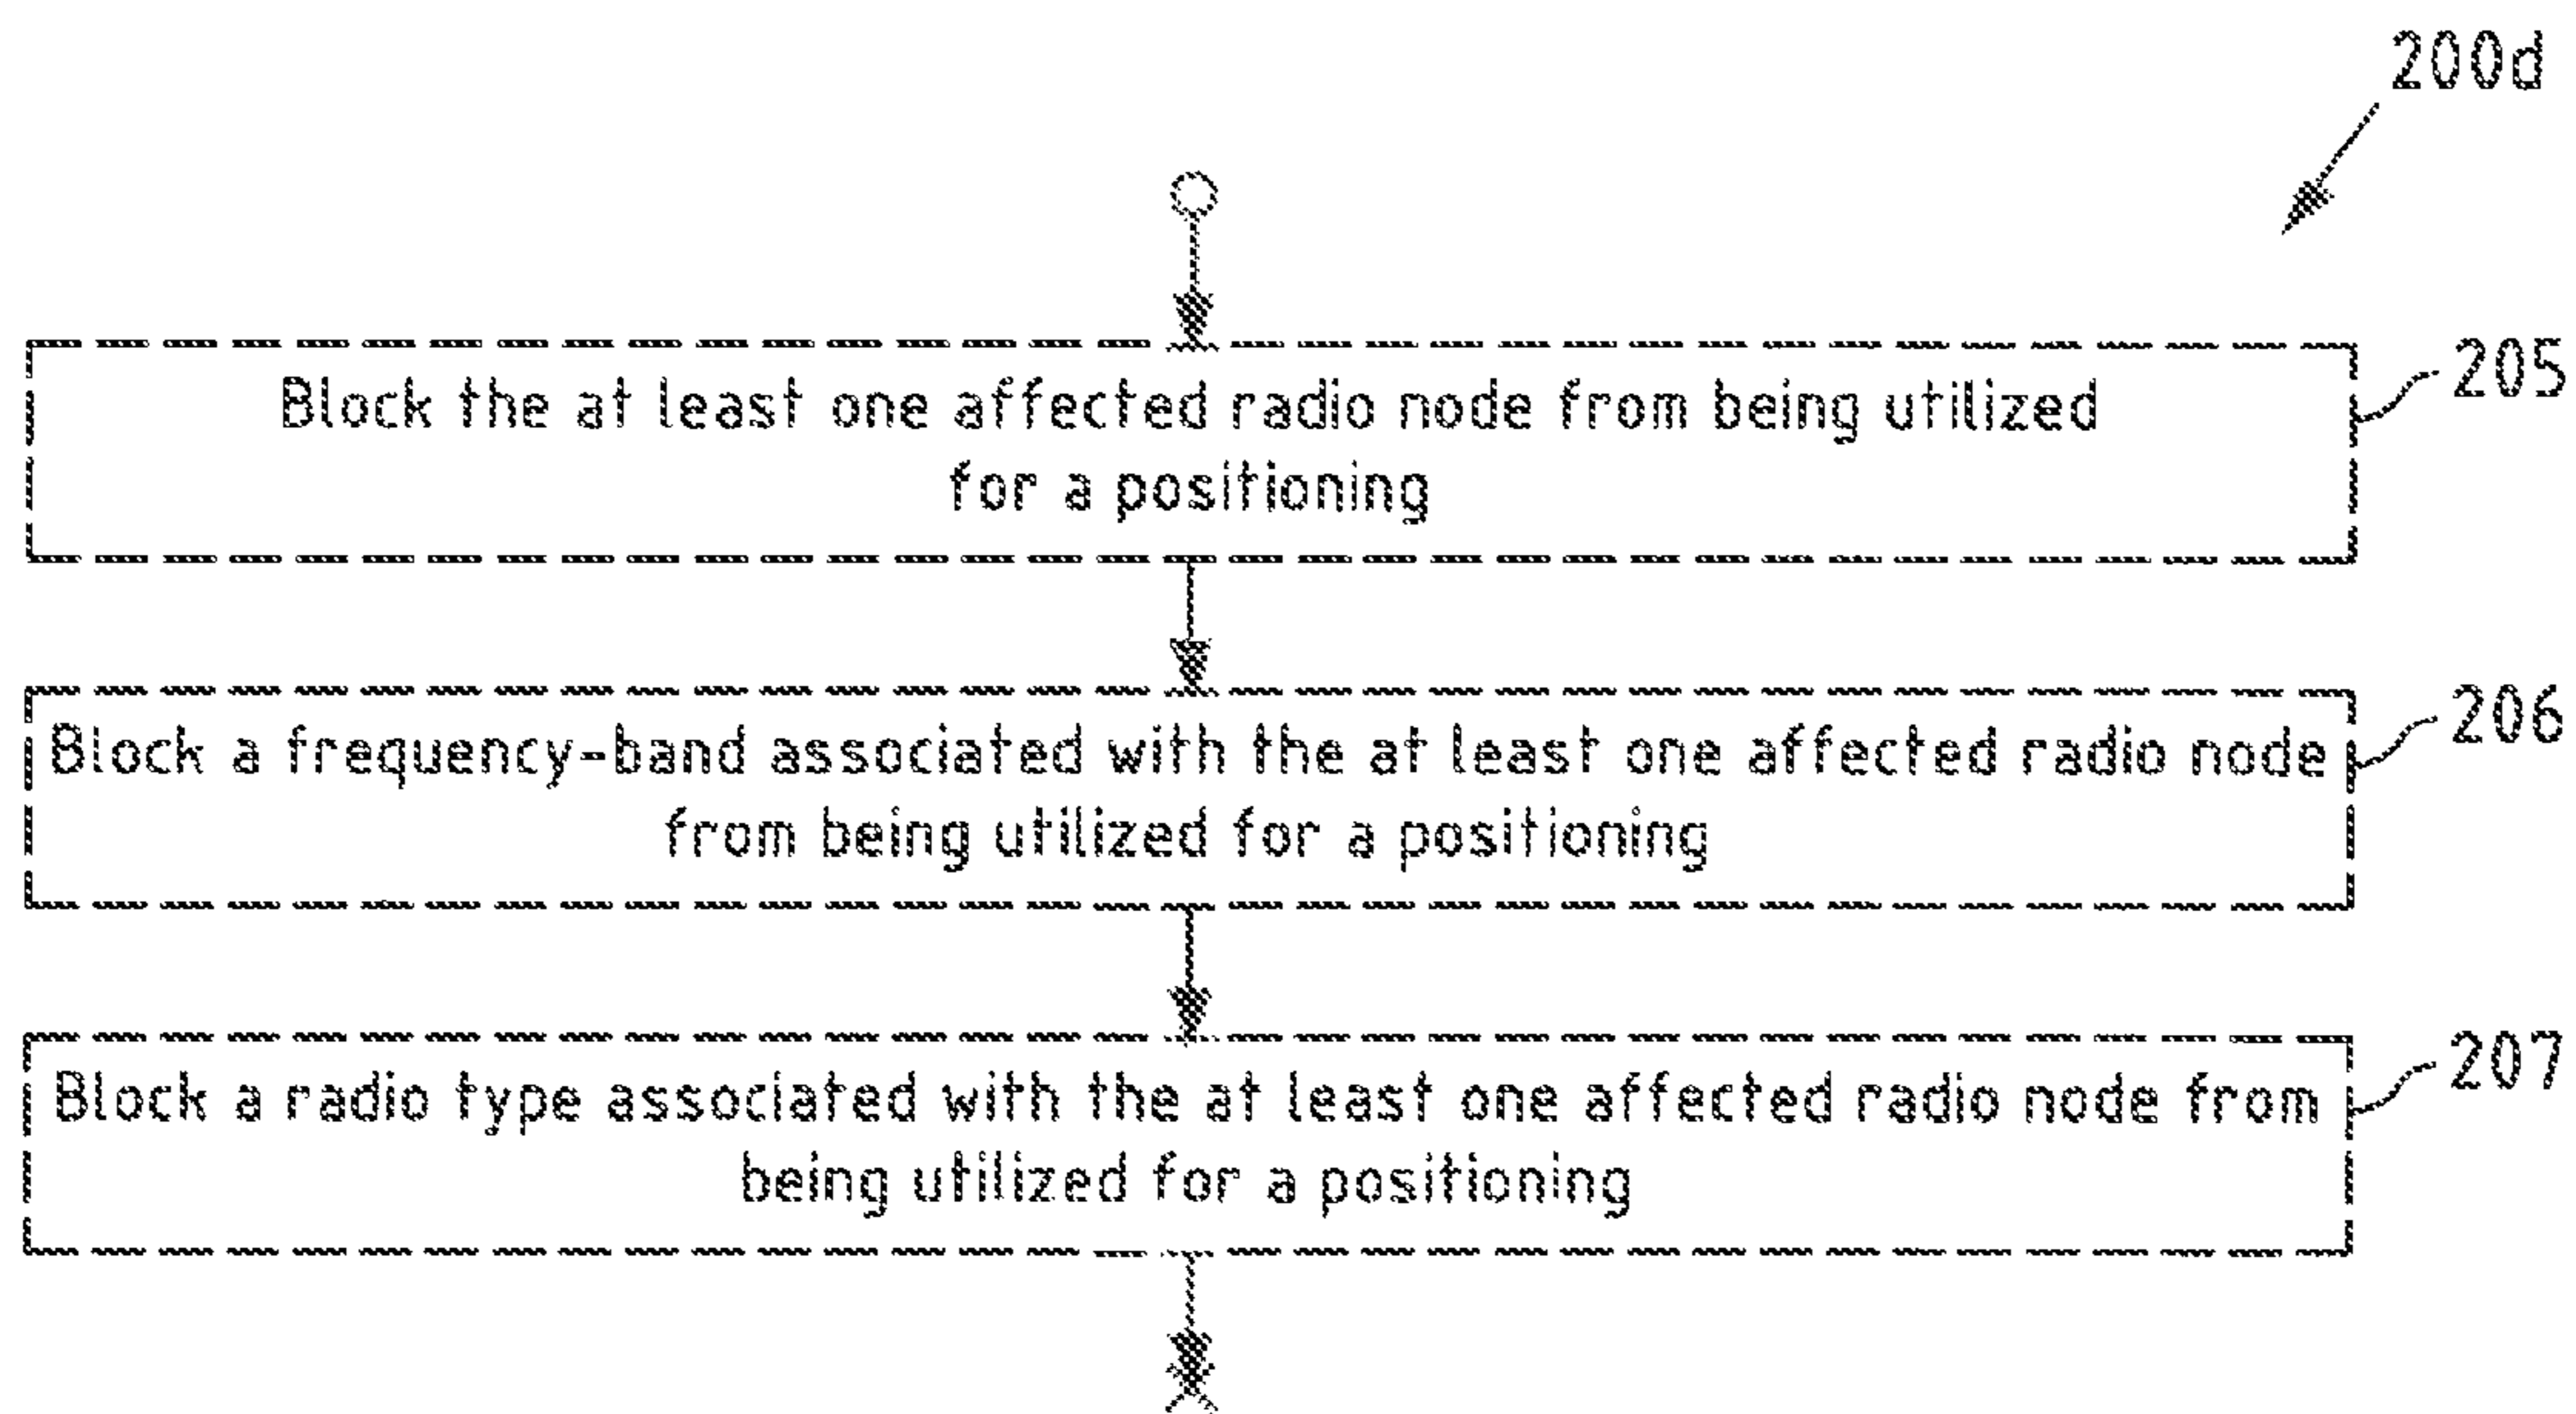 200d
Block the at least one affected radio node from being utilized
for a positioning
205
Block a frequency-band associated with the at least one affected radio node
from being utilized for a positioning
206
Block a radio type associated with the at least one affected radio node from
being utilized for a positioning
207